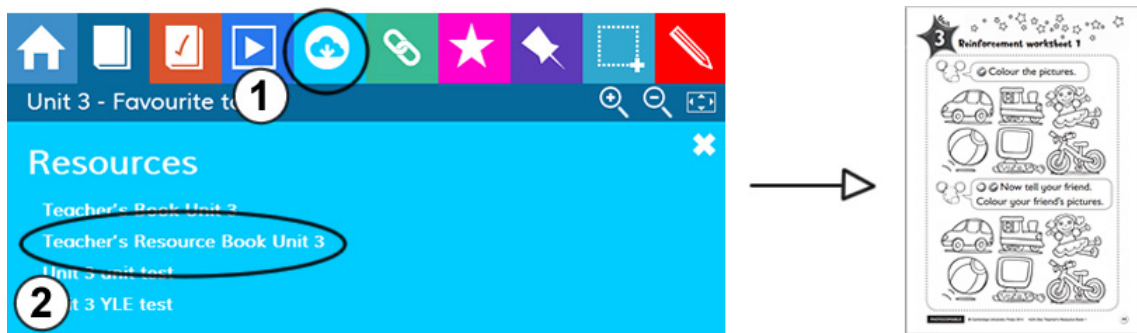 1
Unit 3 - Favourite to
Resources
Teacher's Book Unit 3
Teacher's Resource Book Unit 3
Unit 3 unit test
2
it 3 YLE test
3
Reinforcement worksheet 1
Colour the pictures.
Now tell your friend.
Colour your friend's pictures.
PHOTOCOPIABLE